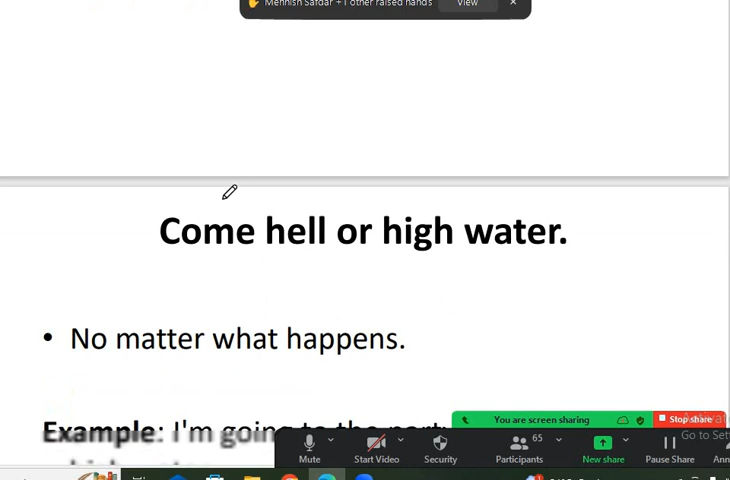 Mehnish Safdar + 1 other raised hands View ×
Come hell or high water.
• No matter what happens.
Example: I'm going to the party
You are screen sharing Stop share
65
Go to Set
Mute Start Video Security Participants New share Pause Share Ann